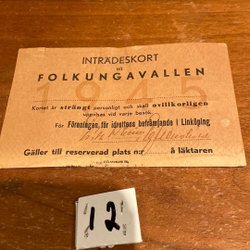 INTRÄDESKORT
till
FOLKUNGAVALLEN
1945
Kortet är strängt personligt och skall ovillkorligen
uppvisas vid varje besök.
För Föreningen för idrottens befrämjande i Linköping
Gäller till reserverad plats n:r å läktaren
12